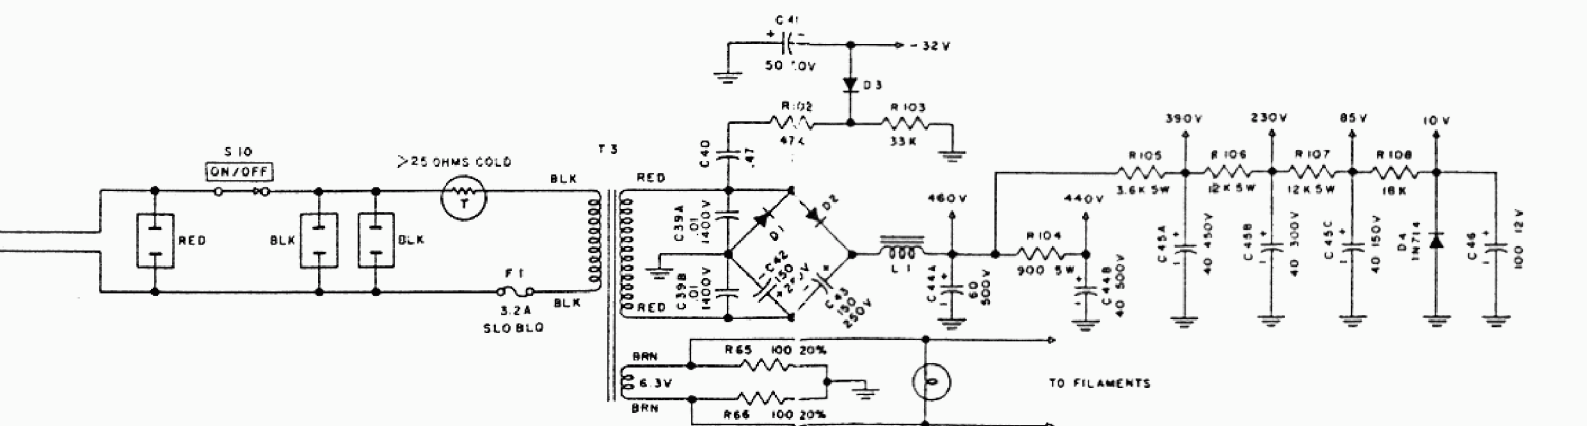 C41
+ -
50
-32V
D3
R102
47K
R103
33K
C40
.47
S10
ON/OFF
>25 OHMS COLD
T
T3
BLK
RED
RED
BLK
BLK
F1
3.2A
SLO BLO
BLK
RED
C39A
.01
1400V
C39B
.01
1400V
D1
D2
C42
150
C43
150
250V
L1
460V
C44A
60
500V
440V
R104
900 5W
C44B
40 500V
390V
230V
85V
10V
R105
3.6K 5W
R106
12K 5W
R107
12K 5W
R108
18K
C45A
40 450V
C45B
40 300V
C45C
40 150V
D4
1N714
C46
100 12V
BRN
6.3V
BRN
R65 100 20%
R66 100 20%
TO FILAMENTS